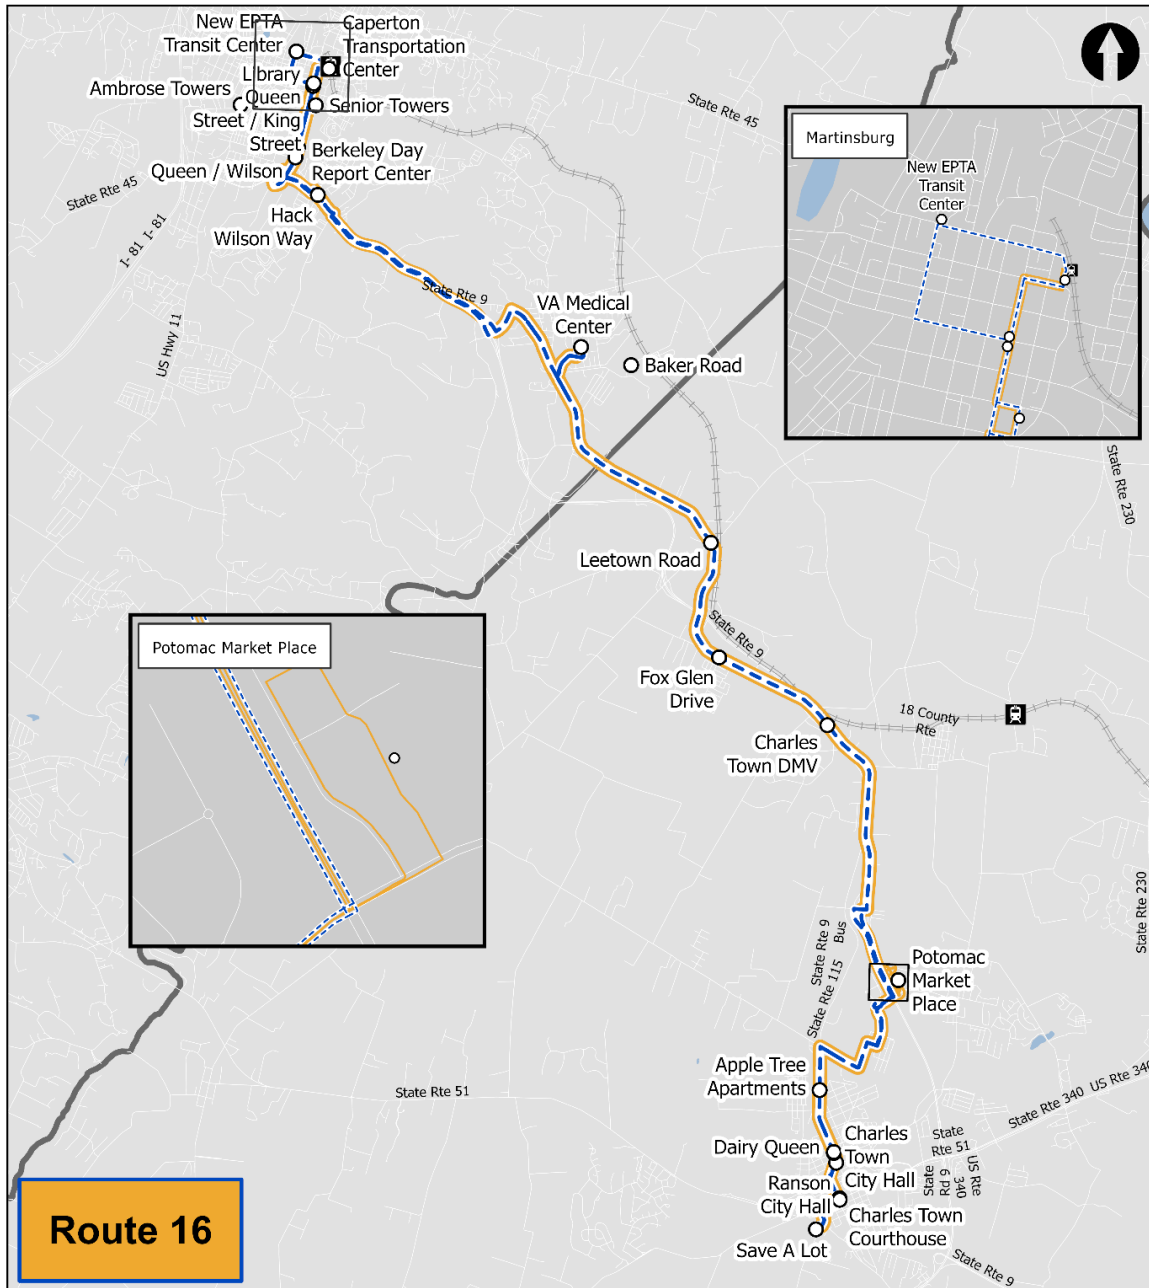 New EPTA
Transit Center
Caperton
Transportation
Center
Library
Ambrose Towers
Queen
Street / King
Street
Senior Towers
Queen / Wilson
Berkeley Day
Report Center
Hack
Wilson Way
State Rte 45
State Rte 45
I- 81 I- 81
US Hwy 11
State Rte 9
VA Medical
Center
Baker Road
Martinsburg
New EPTA
Transit
Center
State Rte 230
Leetown Road
State Rte 9
Fox Glen
Drive
18 County
Rte
Charles
Town DMV
Potomac Market Place
State Rte 230
State Rte 9
State Rte 115 Bus
Potomac
Market
Place
Apple Tree
Apartments
State Rte 51
State Rte 340 US Rte 340
Dairy Queen
Charles
Town
City Hall
State
Rte 51
State
Rd 9
US Rte
340
Ranson
City Hall
Charles Town
Courthouse
Save A Lot
State Rte 9
Route 16